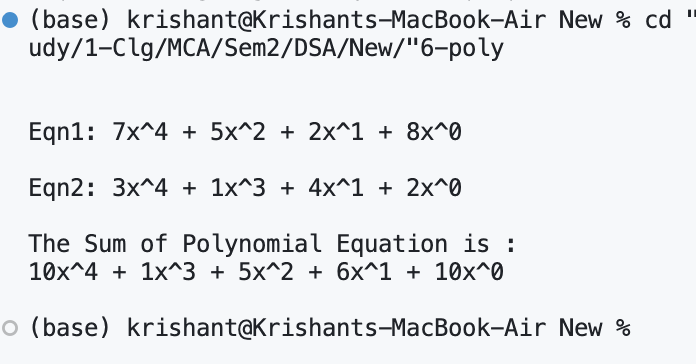 (base) krishant@Krishants-MacBook-Air New % cd "
udy/1-Clg/MCA/Sem2/DSA/New/"6-poly
Eqn1: 7x^4 + 5x^2 + 2x^1 + 8x^0
Eqn2: 3x^4 + 1x^3 + 4x^1 + 2x^0
The Sum of Polynomial Equation is :
10x^4 + 1x^3 + 5x^2 + 6x^1 + 10x^0
(base) krishant@Krishants-MacBook-Air New %